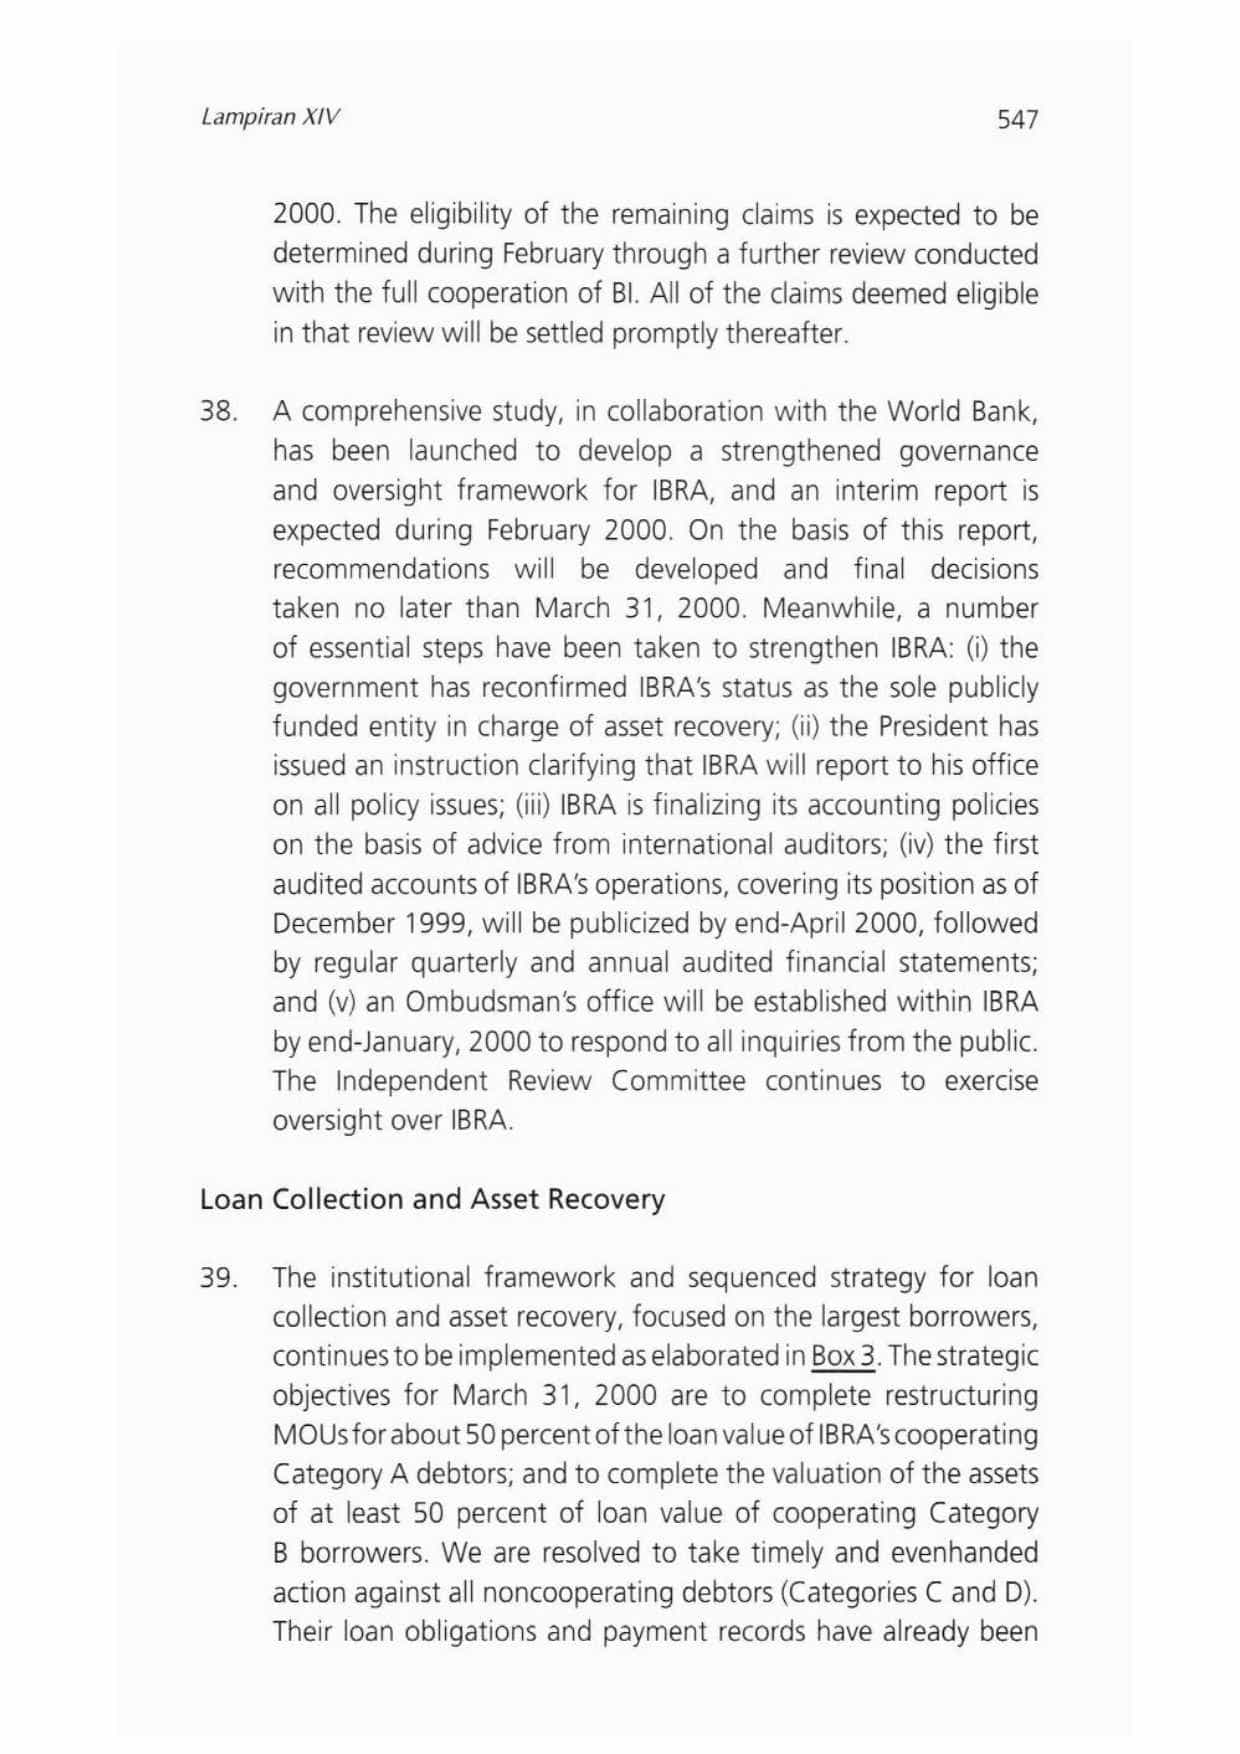 Lampiran XIV 547
2000. The eligibility of the remaining claims is expected to be
determined during February through a further review conducted
with the full cooperation of BI. All of the claims deemed eligible
in that review will be settled promptly thereafter.
38. A comprehensive study, in collaboration with the World Bank,
has been launched to develop a strengthened governance
and oversight framework for IBRA, and an interim report is
expected during February 2000. On the basis of this report,
recommendations will be developed and final decisions
taken no later than March 31, 2000. Meanwhile, a number
of essential steps have been taken to strengthen IBRA: (i) the
government has reconfirmed IBRA's status as the sole publicly
funded entity in charge of asset recovery; (ii) the President has
issued an instruction clarifying that IBRA will report to his office
on all policy issues; (iii) IBRA is finalizing its accounting policies
on the basis of advice from international auditors; (iv) the first
audited accounts of IBRA's operations, covering its position as of
December 1999, will be publicized by end-April 2000, followed
by regular quarterly and annual audited financial statements;
and (v) an Ombudsman's office will be established within IBRA
by end-January, 2000 to respond to all inquiries from the public.
The Independent Review Committee continues to exercise
oversight over IBRA.
Loan Collection and Asset Recovery
39. The institutional framework and sequenced strategy for loan
collection and asset recovery, focused on the largest borrowers,
continues to be implemented as elaborated in Box 3. The strategic
objectives for March 31, 2000 are to complete restructuring
MOUs for about 50 percent of the loan value of IBRA's cooperating
Category A debtors; and to complete the valuation of the assets
of at least 50 percent of loan value of cooperating Category
B borrowers. We are resolved to take timely and evenhanded
action against all noncooperating debtors (Categories C and D).
Their loan obligations and payment records have already been